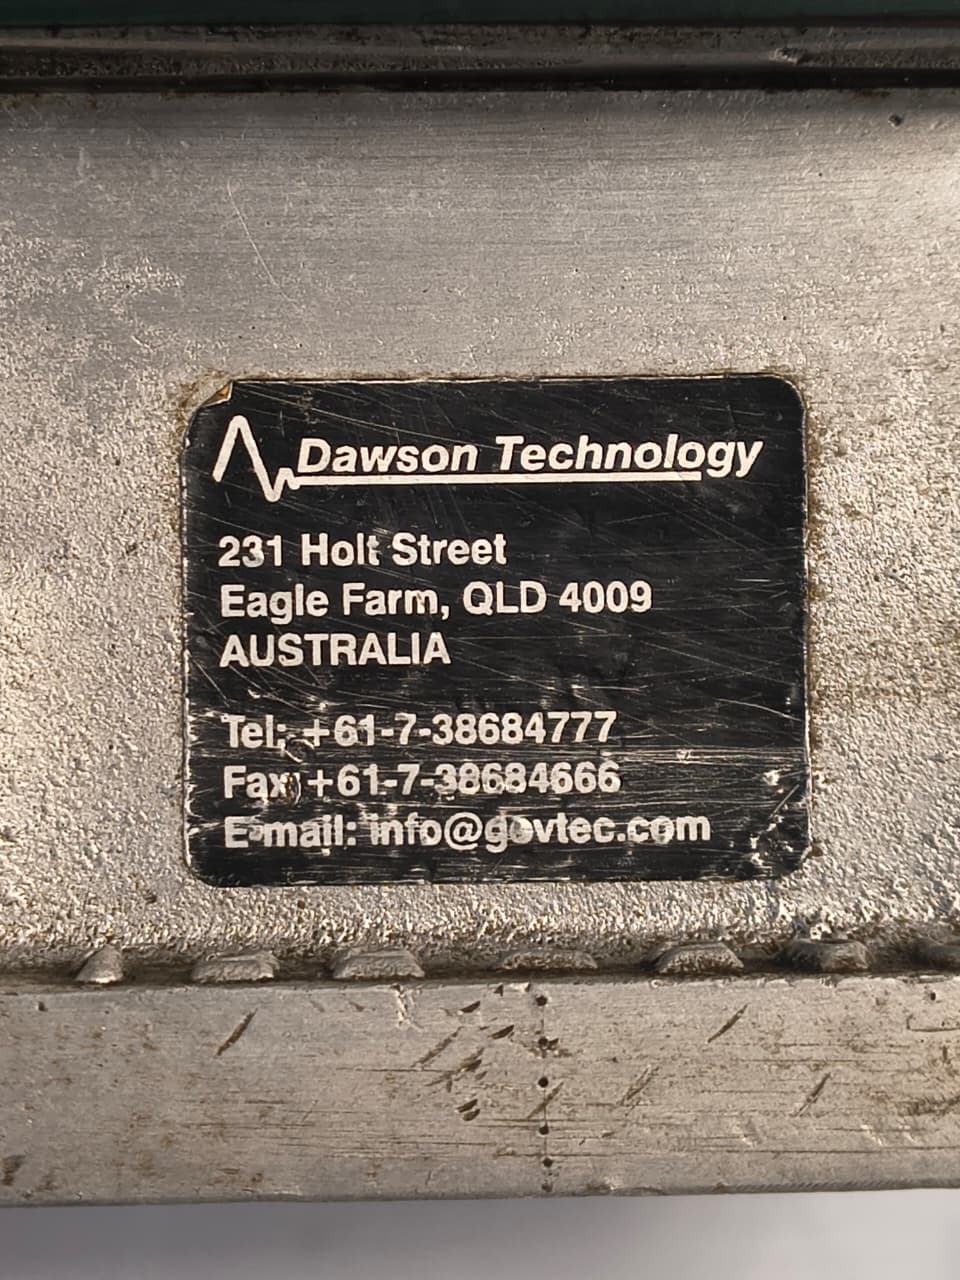 Dawson Technology
231 Holt Street
Eagle Farm, QLD 4009
AUSTRALIA
Tel: +61-7-38684777
Fax: +61-7-38684666
E-mail: info@govtec.com